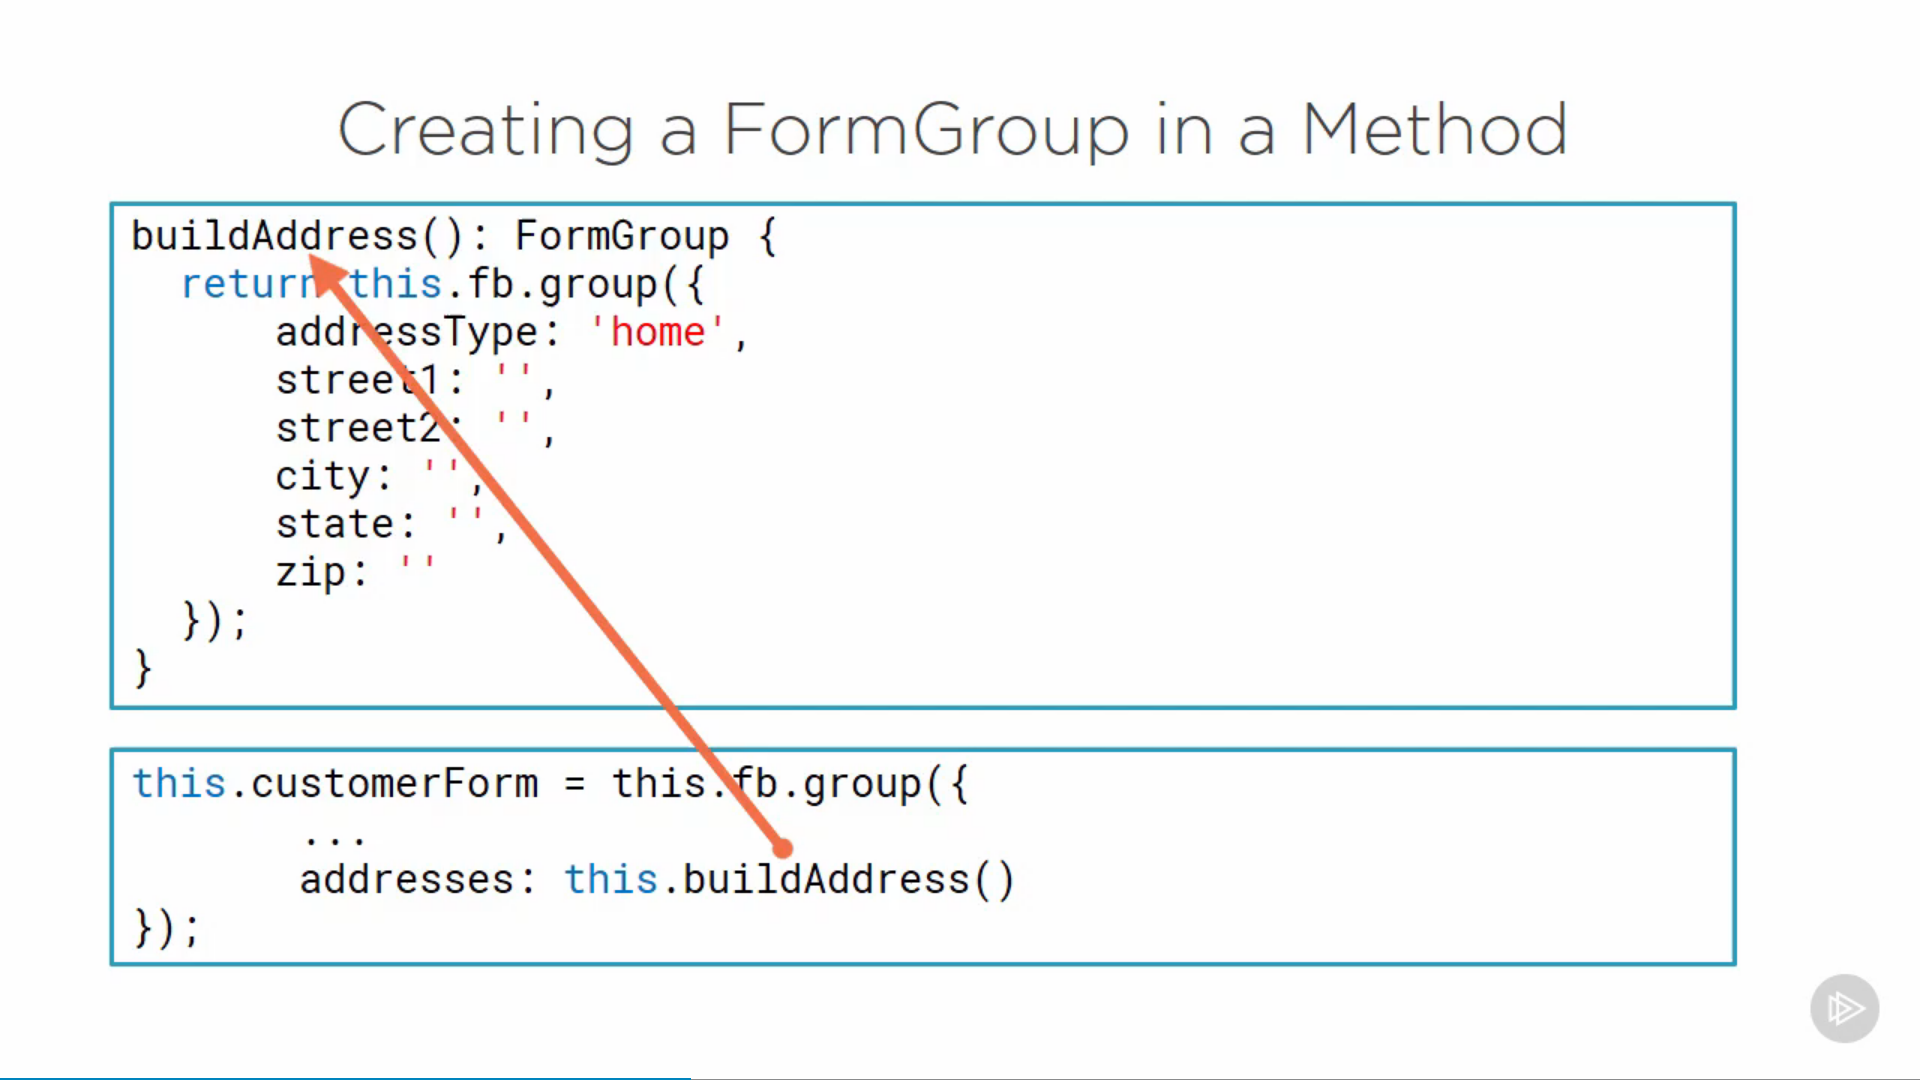 Creating a FormGroup in a Method
buildAddress(): FormGroup {
  return this.fb.group({
      addressType: 'home',
      street1: '',
      street2: '',
      city: '',
      state: '',
      zip: ''
  });
}
this.customerForm = this.fb.group({
       ...
       addresses: this.buildAddress()
});